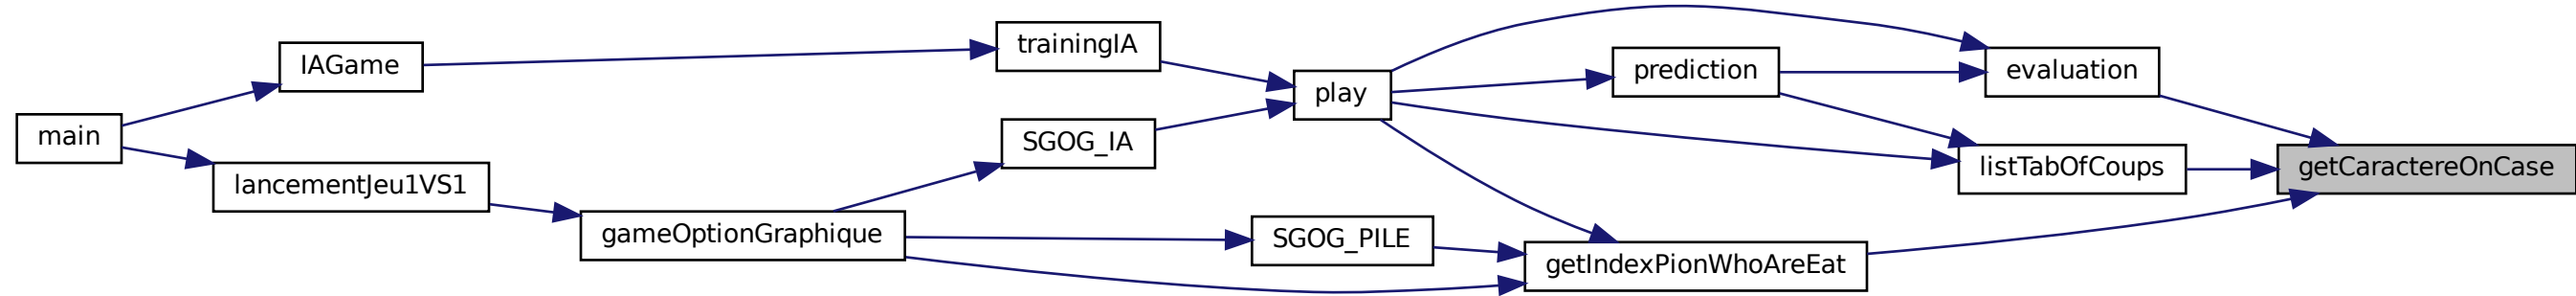 main
IAGame
lancementJeu1VS1
gameOptionGraphique
trainingIA
SGOG_IA
SGOG_PILE
play
getIndexPionWhoAreEat
prediction
evaluation
listTabOfCoups
getCaractereOnCase